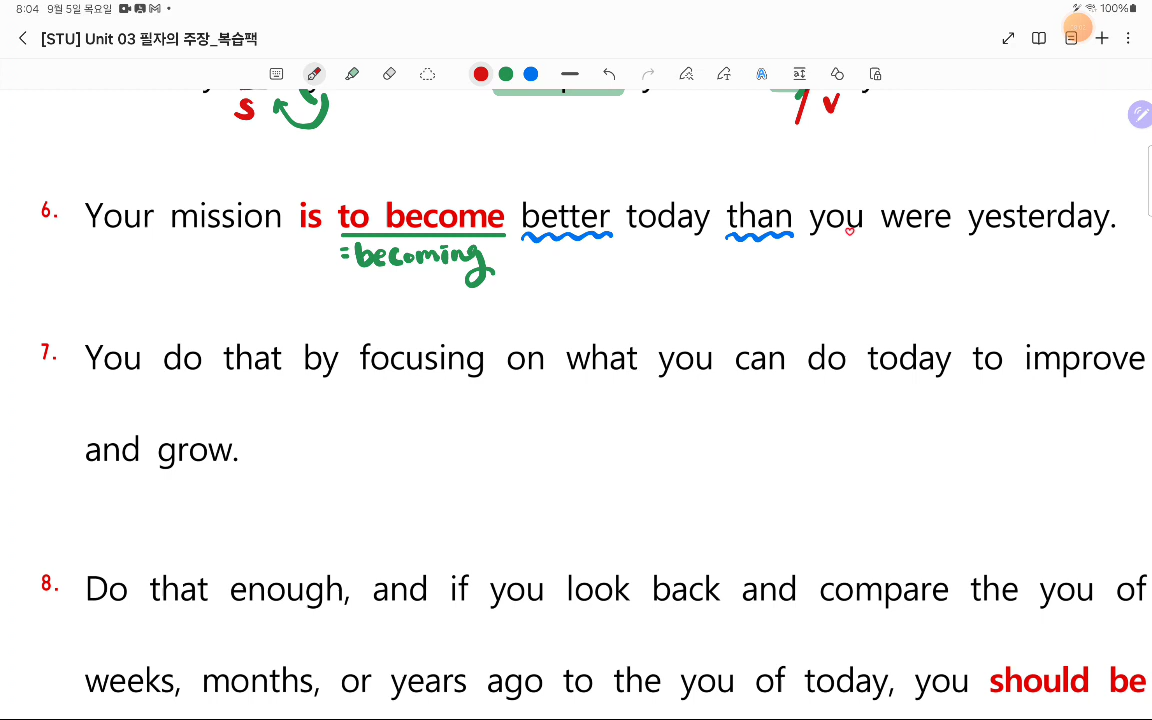 8:04 9월 5일 목요일 100%
[STU] Unit 03 필자의 주장_복습팩
s v
6. Your mission is to become better today than you were yesterday.
=becoming
7. You do that by focusing on what you can do today to improve
and grow.
8. Do that enough, and if you look back and compare the you of
weeks, months, or years ago to the you of today, you should be